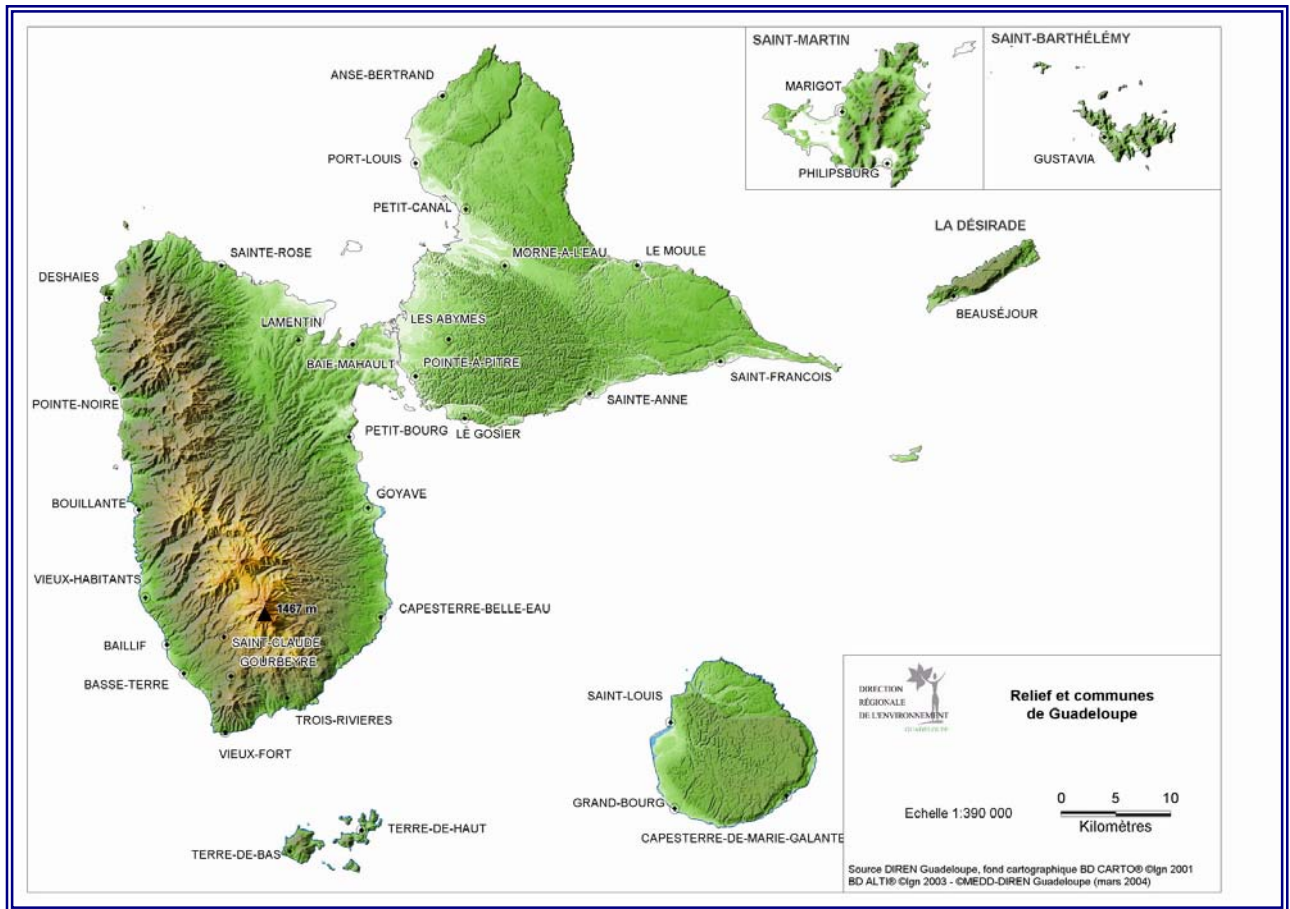 SAINT-MARTIN
MARIGOT
PHILIPSBURG
SAINT-BARTHÉLÉMY
GUSTAVIA
ANSE-BERTRAND
PORT-LOUIS
PETIT-CANAL
MORNE-A-L'EAU
LE MOULE
LA DÉSIRADE
BEAUSÉJOUR
SAINTE-ROSE
DESHAIES
LAMENTIN
LES ABYMES
BAIE-MAHAULT
POINTE-A-PITRE
SAINT-FRANCOIS
POINTE-NOIRE
SAINTE-ANNE
PETIT-BOURG
LE GOSIER
BOUILLANTE
GOYAVE
VIEUX-HABITANTS
1467 m
CAPESTERRE-BELLE-EAU
BAILLIF
SAINT-CLAUDE
GOURBEYRE
BASSE-TERRE
TROIS-RIVIERES
VIEUX-FORT
SAINT-LOUIS
GRAND-BOURG
CAPESTERRE-DE-MARIE-GALANTE
TERRE-DE-HAUT
TERRE-DE-BAS
DIRECTION
RÉGIONALE
DE L'ENVIRONNEMENT
GUADELOUPE
Relief et communes
de Guadeloupe
Echelle 1:390 000
0 5 10
Kilomètres
Source DIREN Guadeloupe, fond cartographique BD CARTO® ©Ign 2001
BD ALTI® ©Ign 2003 - ©MEDD-DIREN Guadeloupe (mars 2004)